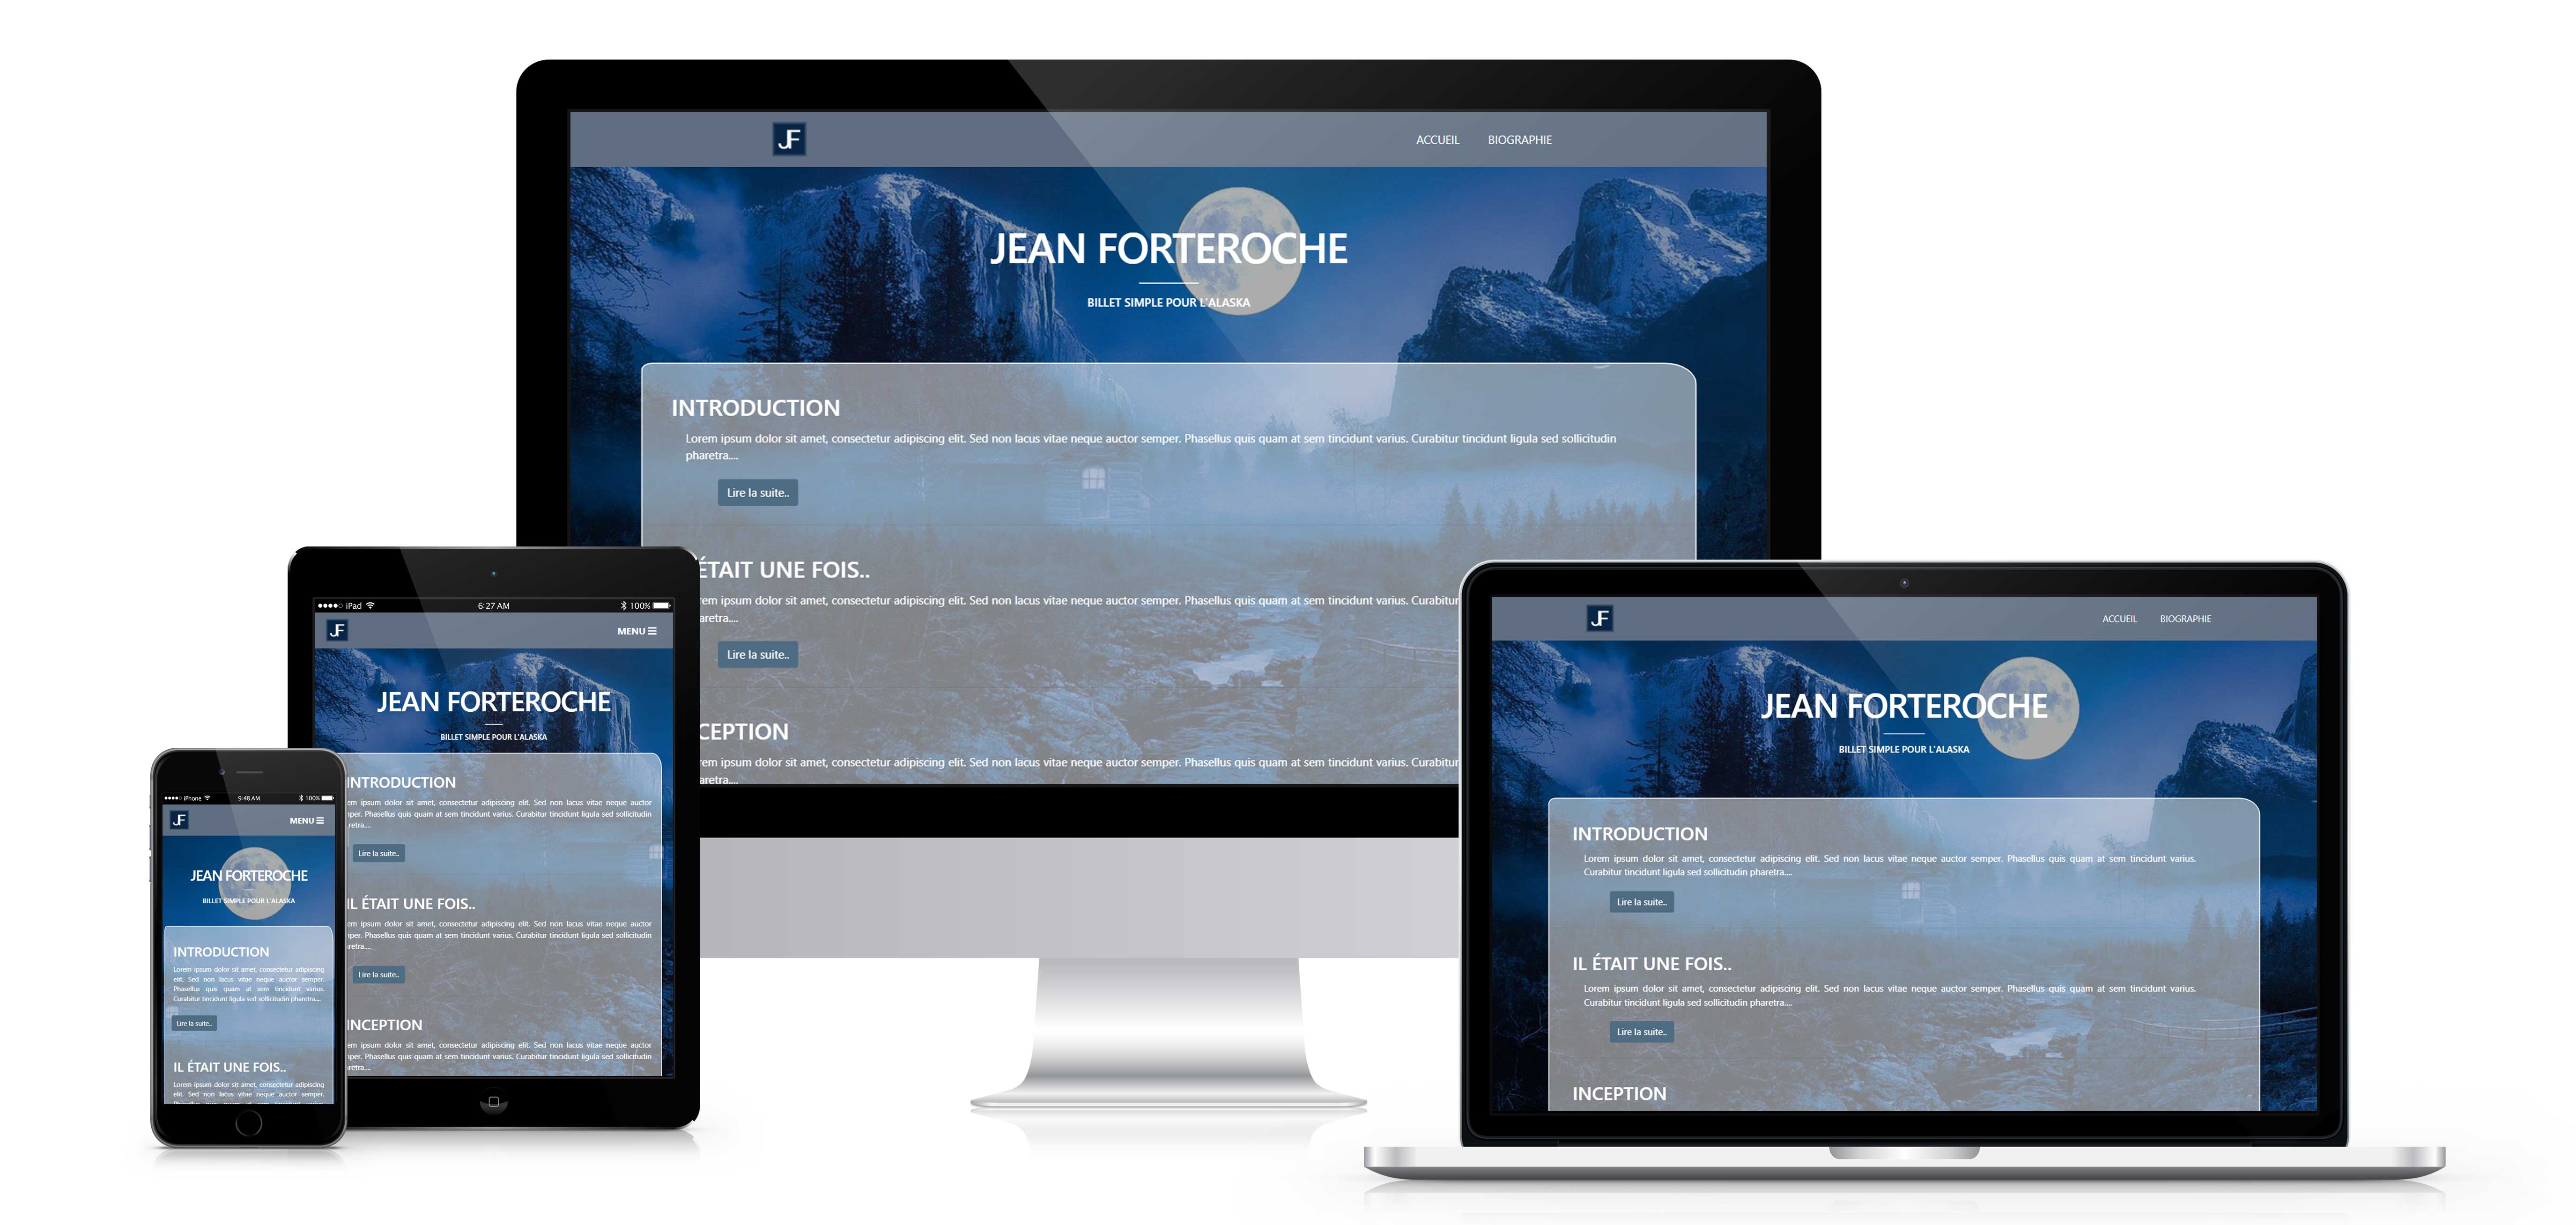 JF
ACCUEIL BIOGRAPHIE
JEAN FORTEROCHE
BILLET SIMPLE POUR L'ALASKA
INTRODUCTION
Lorem ipsum dolor sit amet, consectetur adipiscing elit. Sed non lacus vitae neque auctor semper. Phasellus quis quam at sem tincidunt varius. Curabitur tincidunt ligula sed sollicitudin
pharetra....
Lire la suite..
ÉTAIT UNE FOIS..
em ipsum dolor sit amet, consectetur adipiscing elit. Sed non lacus vitae neque auctor semper. Phasellus quis quam at sem tincidunt varius. Curabitur
aretra....
Lire la suite..
CEPTION
em ipsum dolor sit amet, consectetur adipiscing elit. Sed non lacus vitae neque auctor semper. Phasellus quis quam at sem tincidunt varius. Curabitur
aretra....
iPad 6:27 AM 100%
JF MENU
JEAN FORTEROCHE
BILLET SIMPLE POUR L'ALASKA
INTRODUCTION
em ipsum dolor sit amet, consectetur adipiscing elit. Sed non lacus vitae neque auctor
per. Phasellus quis quam at sem tincidunt varius. Curabitur tincidunt ligula sed sollicitudin
retra....
Lire la suite..
IL ÉTAIT UNE FOIS..
em ipsum dolor sit amet, consectetur adipiscing elit. Sed non lacus vitae neque auctor
per. Phasellus quis quam at sem tincidunt varius. Curabitur tincidunt ligula sed sollicitudin
retra....
Lire la suite..
INCEPTION
em ipsum dolor sit amet, consectetur adipiscing elit. Sed non lacus vitae neque auctor
per. Phasellus quis quam at sem tincidunt varius. Curabitur tincidunt ligula sed sollicitudin
retra....
iPhone 9:48 AM 100%
JF MENU
JEAN FORTEROCHE
BILLET SIMPLE POUR L'ALASKA
INTRODUCTION
Lorem ipsum dolor sit amet, consectetur adipiscing
elit. Sed non lacus vitae neque auctor semper.
Phasellus quis quam at sem tincidunt varius.
Curabitur tincidunt ligula sed sollicitudin pharetra....
Lire la suite..
IL ÉTAIT UNE FOIS..
Lorem ipsum dolor sit amet, consectetur adipiscing
elit. Sed non lacus vitae neque auctor semper.
JF
ACCUEIL BIOGRAPHIE
JEAN FORTEROCHE
BILLET SIMPLE POUR L'ALASKA
INTRODUCTION
Lorem ipsum dolor sit amet, consectetur adipiscing elit. Sed non lacus vitae neque auctor semper. Phasellus quis quam at sem tincidunt varius.
Curabitur tincidunt ligula sed sollicitudin pharetra....
Lire la suite..
IL ÉTAIT UNE FOIS..
Lorem ipsum dolor sit amet, consectetur adipiscing elit. Sed non lacus vitae neque auctor semper. Phasellus quis quam at sem tincidunt varius.
Curabitur tincidunt ligula sed sollicitudin pharetra....
Lire la suite..
INCEPTION